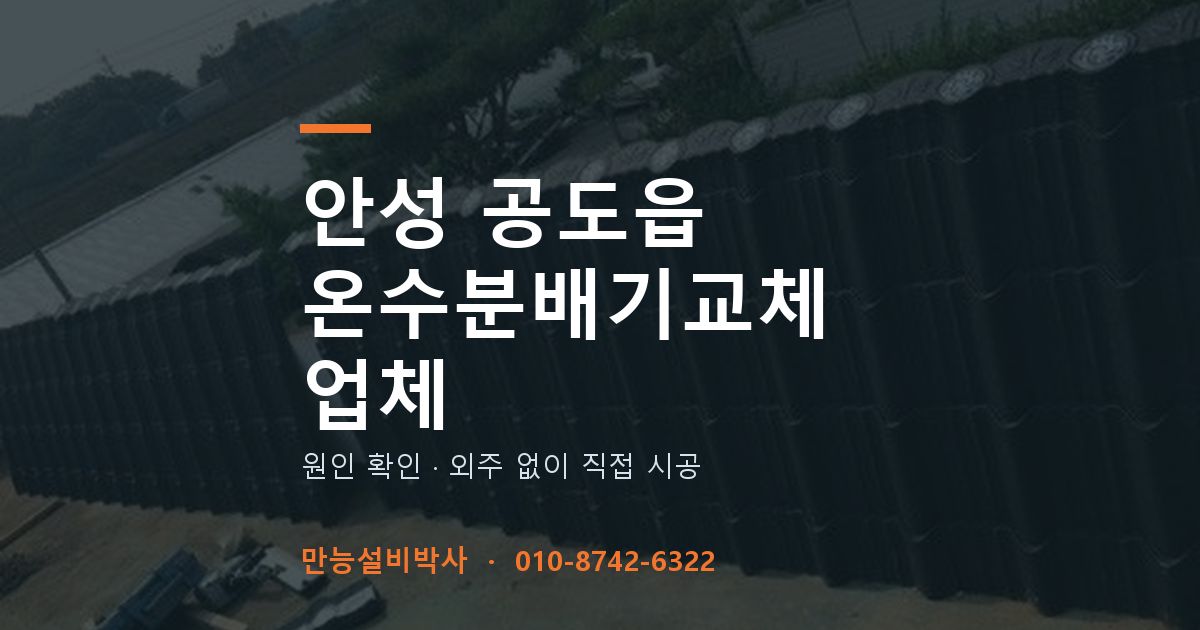 안성 공도읍
온수분배기교체
업체
원인 확인 · 외주 없이 직접 시공
만능설비박사 · 010-8742-6322